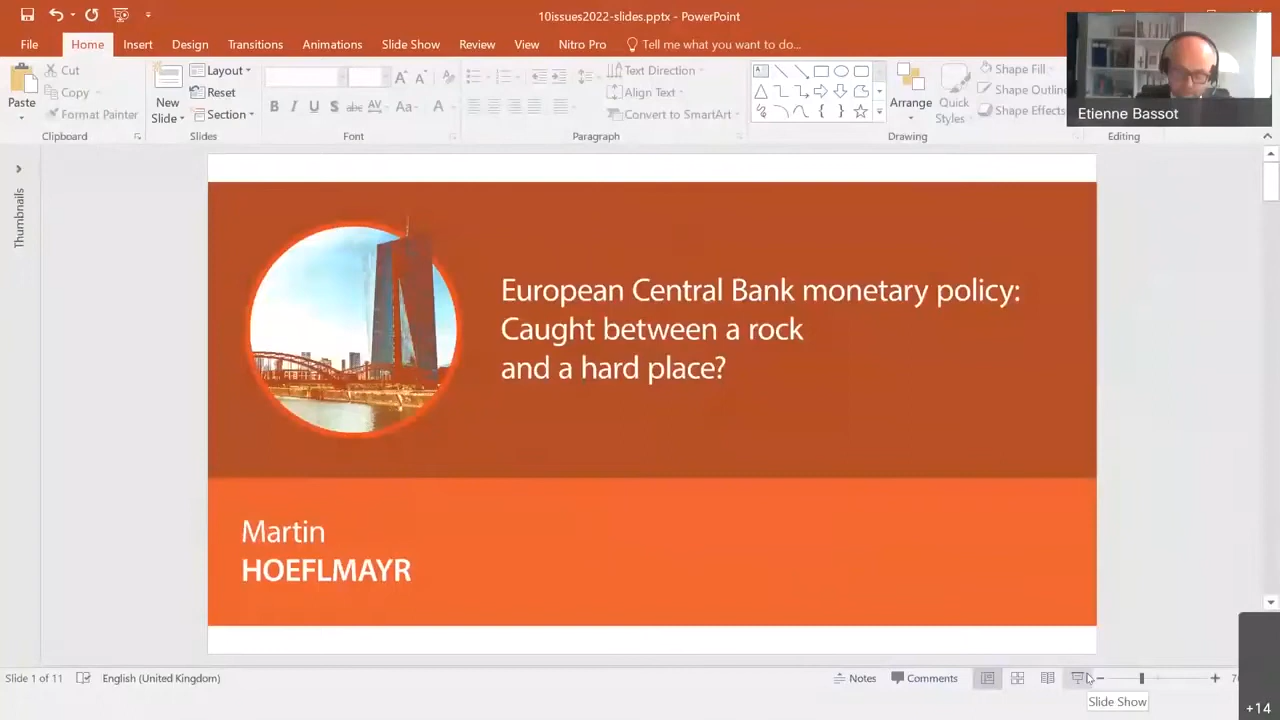 10issues2022-slides.pptx - PowerPoint
File Home Insert Design Transitions Animations Slide Show Review View Nitro Pro Tell me what you want to do...
Paste
Cut
Copy
Format Painter
Clipboard
New
Slide
Layout
Reset
Section
Slides
B I U S abc AV Aa A
Font
Text Direction
Align Text
Convert to SmartArt
Paragraph
Arrange
Quick
Styles
Shape Fill
Shape Outline
Shape Effects
Drawing
Editing
Etienne Bassot
Thumbnails
European Central Bank monetary policy:
Caught between a rock
and a hard place?
Martin
HOEFLMAYR
Slide 1 of 11 English (United Kingdom) Notes Comments
Slide Show
+14